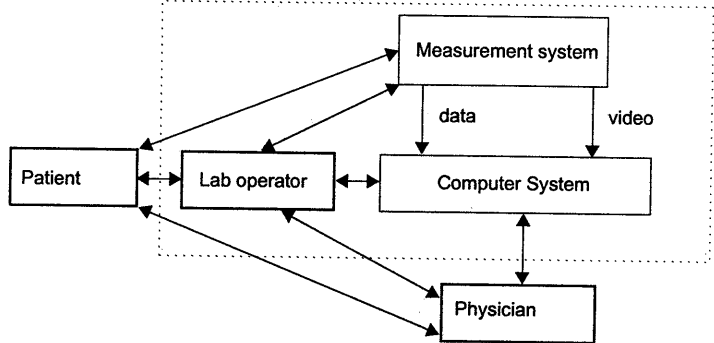 Measurement system
data
video
Patient
Lab operator
Computer System
Physician